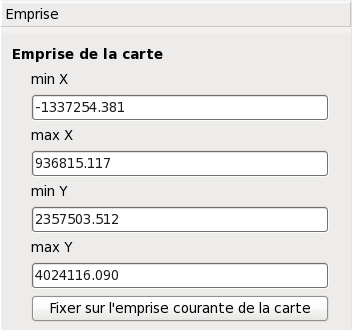 Emprise
Emprise de la carte
min X
-1337254.381
max X
936815.117
min Y
2357503.512
max Y
4024116.090
Fixer sur l'emprise courante de la carte